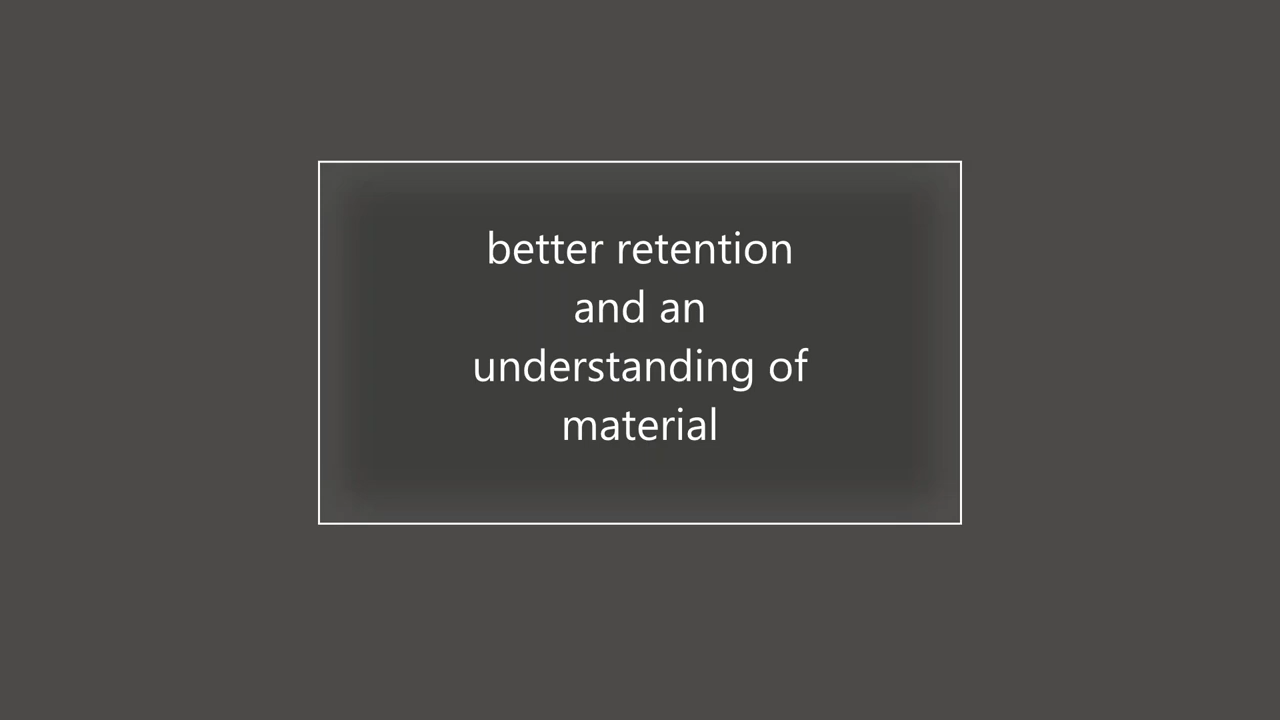 better retention
and an
understanding of
material